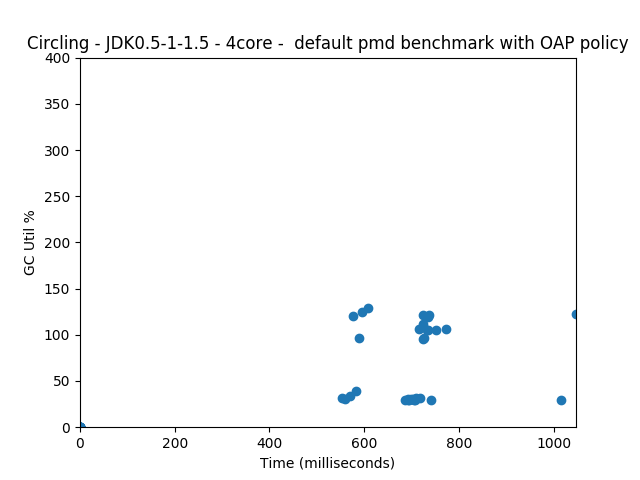 Circling - JDK0.5-1-1.5 - 4core -  default pmd benchmark with OAP policy
400
350
300
250
200
150
100
50
0
GC Util %
0 200 400 600 800 1000
Time (milliseconds)